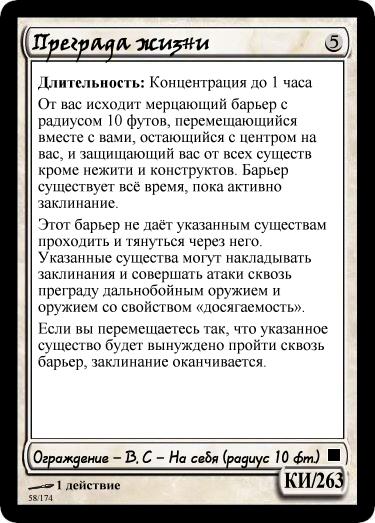 Преграда жизни 5
Длительность: Концентрация до 1 часа
От вас исходит мерцающий барьер с
радиусом 10 футов, перемещающийся
вместе с вами, остающийся с центром на
вас, и защищающий вас от всех существ
кроме нежити и конструктов. Барьер
существует всё время, пока активно
заклинание.
Этот барьер не даёт указанным существам
проходить и тянуться через него.
Указанные существа могут накладывать
заклинания и совершать атаки сквозь
преграду дальнобойным оружием и
оружием со свойством «досягаемость».
Если вы перемещаетесь так, что указанное
существо будет вынуждено пройти сквозь
барьер, заклинание оканчивается.
Ограждение – В, С – На себя (радиус 10 фт.)
КИ/263
1 действие
58/174